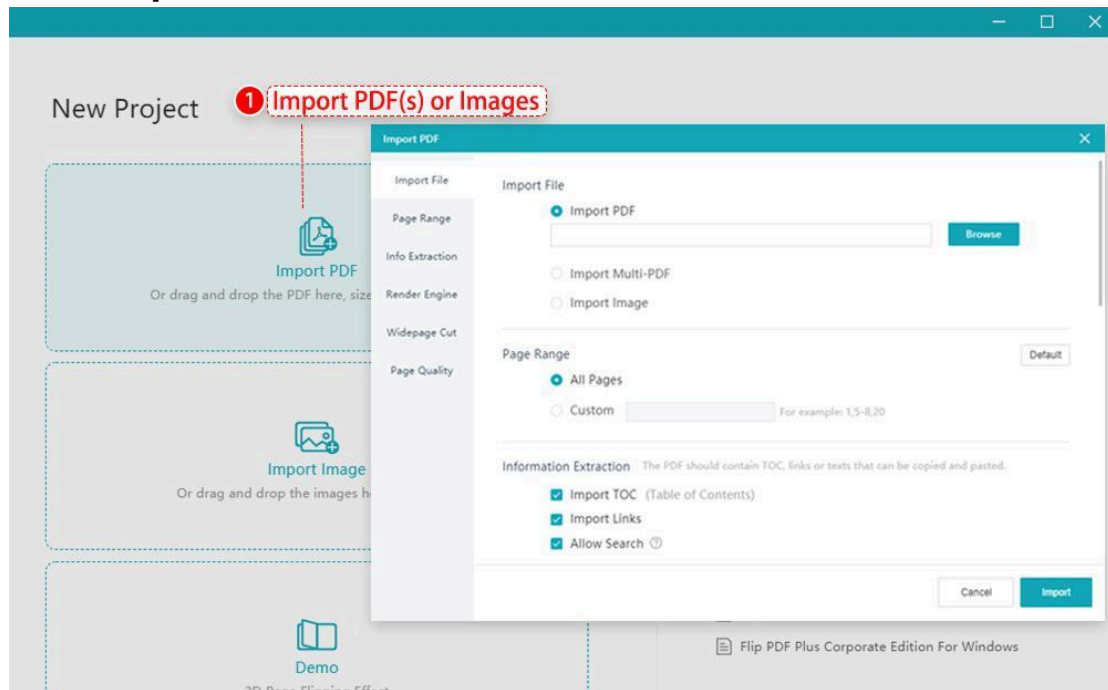 New Project
1 Import PDF(s) or Images
Import PDF
Or drag and drop the PDF here, size
Import Image
Or drag and drop the images
Demo
3D Page Flipping Effect
Import PDF
Import File
Page Range
Info Extraction
Render Engine
Widepage Cut
Page Quality
Import File
Import PDF
Browse
Import Multi-PDF
Import Image
Page Range
Default
All Pages
Custom
For example: 1,5-8,20
Information Extraction The PDF should contain TOC, links or texts that can be copied and pasted.
Import TOC (Table of Contents)
Import Links
Allow Search
Cancel
Import
Flip PDF Plus Corporate Edition For Windows